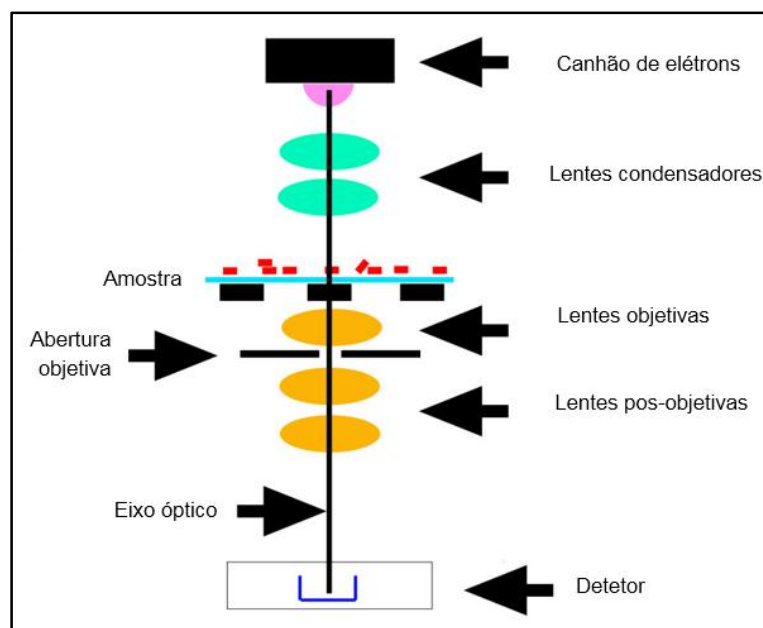 Canhão de elétrons
Lentes condensadores
Amostra
Lentes objetivas
Abertura
objetiva
Lentes pos-objetivas
Eixo óptico
Detetor